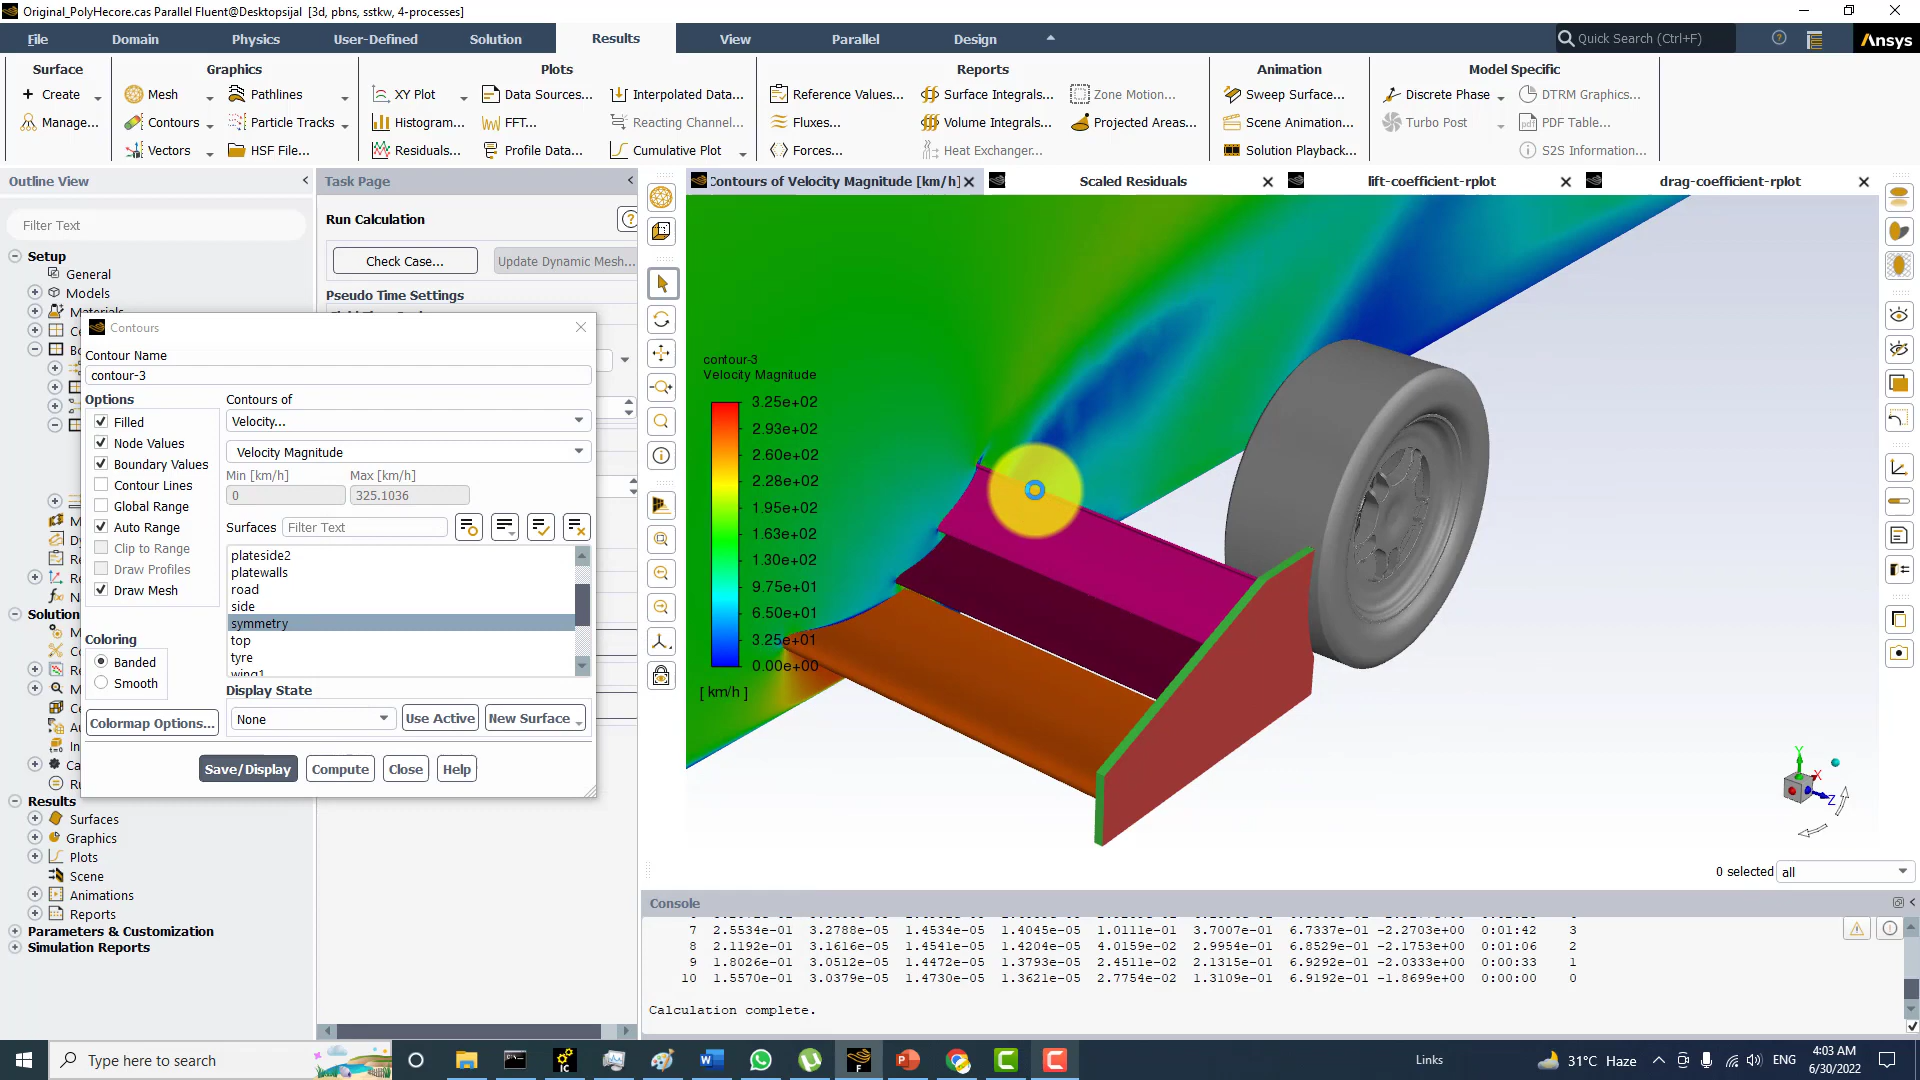 Original_PolyHecore.cas Parallel Fluent@Desktopsijal [3d, pbns, sstkw, 4-processes]
File Domain Physics User-Defined Solution Results View Parallel Design Quick Search (Ctrl+F) Ansys
Surface Graphics Plots Reports Animation Model Specific
Create Mesh Pathlines XY Plot Data Sources... Interpolated Data... Reference Values... Surface Integrals... Zone Motion... Sweep Surface... Discrete Phase DTRM Graphics...
Manage... Contours Particle Tracks Histogram... FFT... Reacting Channel... Fluxes... Volume Integrals... Projected Areas... Scene Animation... Turbo Post PDF Table...
Vectors HSF File... Residuals... Profile Data... Cumulative Plot Forces... Heat Exchanger... Solution Playback... S2S Information...
Outline View
Filter Text
Setup
General
Models
Materials
Task Page
Run Calculation
Check Case... Update Dynamic Mesh...
Pseudo Time Settings
Contours
Contour Name
contour-3
Options
Filled
Node Values
Boundary Values
Contour Lines
Global Range
Auto Range
Clip to Range
Draw Profiles
Draw Mesh
Coloring
Banded
Smooth
Colormap Options...
Contours of
Velocity...
Velocity Magnitude
Min [km/h] Max [km/h]
0 325.1036
Surfaces Filter Text
plateside2
platewalls
road
side
symmetry
top
tyre
wing1
Display State
None Use Active New Surface
Save/Display Compute Close Help
Solution
Results
Surfaces
Graphics
Plots
Scene
Animations
Reports
Parameters & Customization
Simulation Reports
Contours of Velocity Magnitude [km/h] Scaled Residuals lift-coefficient-rplot drag-coefficient-rplot
contour-3
Velocity Magnitude
3.25e+02
2.93e+02
2.60e+02
2.28e+02
1.95e+02
1.63e+02
1.30e+02
9.75e+01
6.50e+01
3.25e+01
0.00e+00
[ km/h ]
Y
X
Z
0 selected all
Console
7 2.5534e-01 3.2788e-05 1.4534e-05 1.4045e-05 1.0111e-01 3.7007e-01 6.7337e-01 -2.2703e+00 0:01:42 3
8 2.1192e-01 3.1616e-05 1.4541e-05 1.4204e-05 4.0159e-02 2.9954e-01 6.8529e-01 -2.1753e+00 0:01:06 2
9 1.8026e-01 3.0512e-05 1.4472e-05 1.3793e-05 2.4511e-02 2.1315e-01 6.9292e-01 -2.0333e+00 0:00:33 1
10 1.5570e-01 3.0379e-05 1.4730e-05 1.3621e-05 2.7754e-02 1.3109e-01 6.9192e-01 -1.8699e+00 0:00:00 0
Calculation complete.
Type here to search
Links
31°C Haze
ENG
4:03 AM
6/30/2022